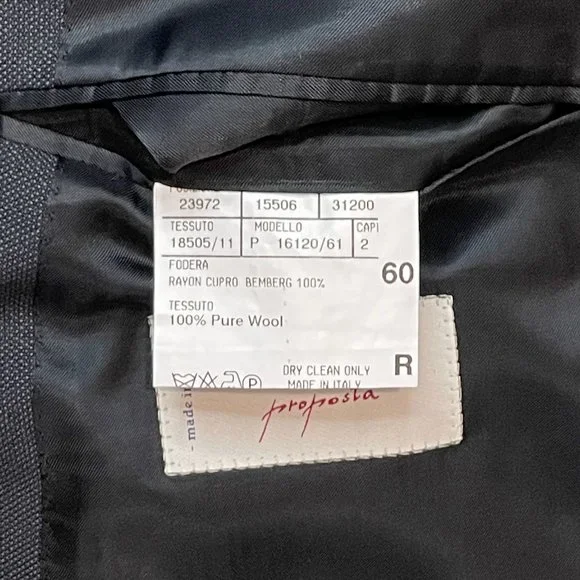 23972 15506 31200
TESSUTO MODELLO CAPI
18505/11 P 16120/61 2
FODERA
RAYON CUPRO BEMBERG 100%
60
TESSUTO
100% Pure Wool
DRY CLEAN ONLY
MADE IN ITALY
R
P
- made in
proposta